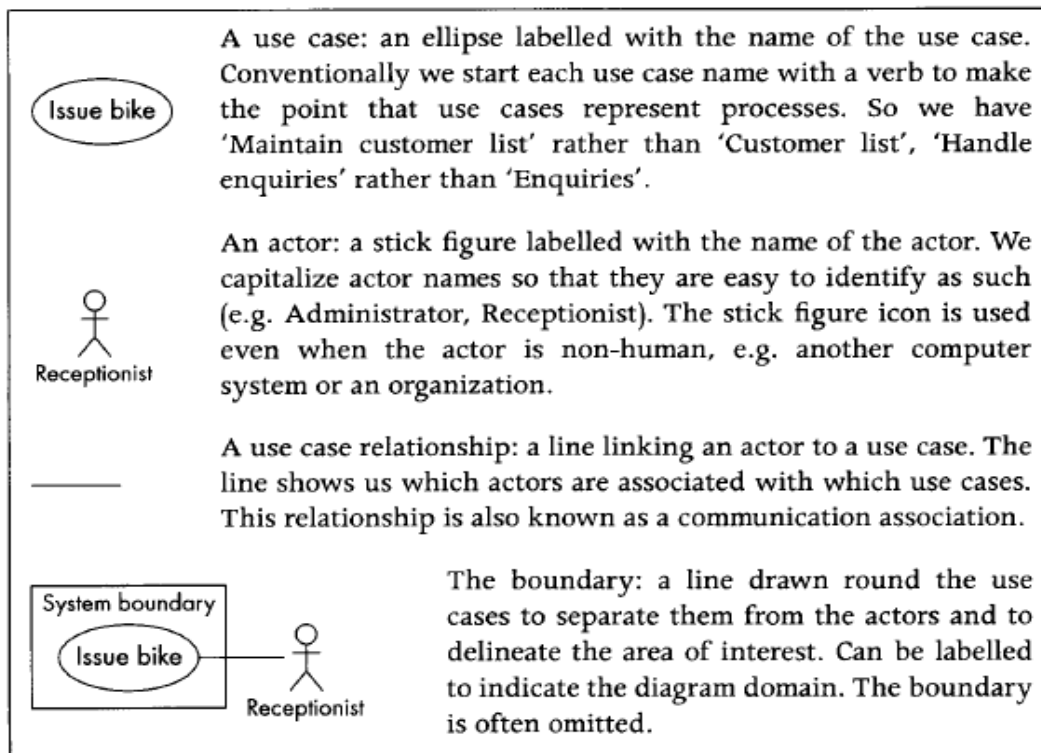 A use case: an ellipse labelled with the name of the use case.
Conventionally we start each use case name with a verb to make
the point that use cases represent processes. So we have
‘Maintain customer list’ rather than ‘Customer list’, ‘Handle
enquiries’ rather than ‘Enquiries’.
Issue bike
An actor: a stick figure labelled with the name of the actor. We
capitalize actor names so that they are easy to identify as such
(e.g. Administrator, Receptionist). The stick figure icon is used
even when the actor is non-human, e.g. another computer
system or an organization.
Receptionist
A use case relationship: a line linking an actor to a use case. The
line shows us which actors are associated with which use cases.
This relationship is also known as a communication association.
System boundary
Issue bike
Receptionist
The boundary: a line drawn round the use
cases to separate them from the actors and to
delineate the area of interest. Can be labelled
to indicate the diagram domain. The boundary
is often omitted.